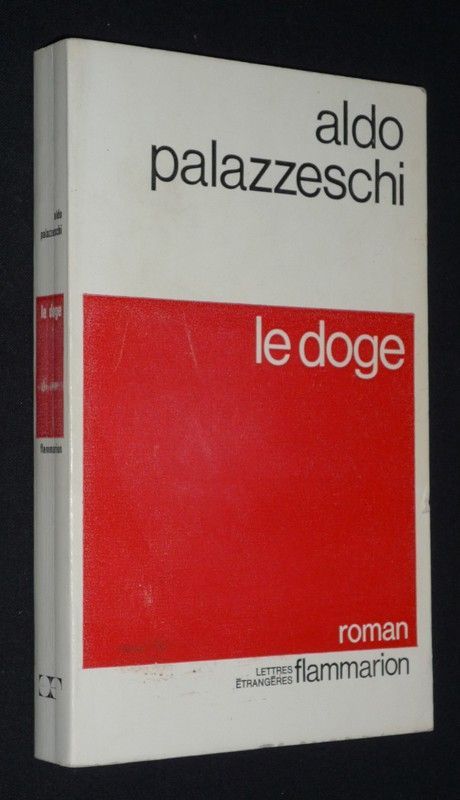 aldo
palazzeschi
le doge
roman
LETTRES
ÉTRANGÈRES
flammarion
aldo
palazzeschi
le doge
flammarion